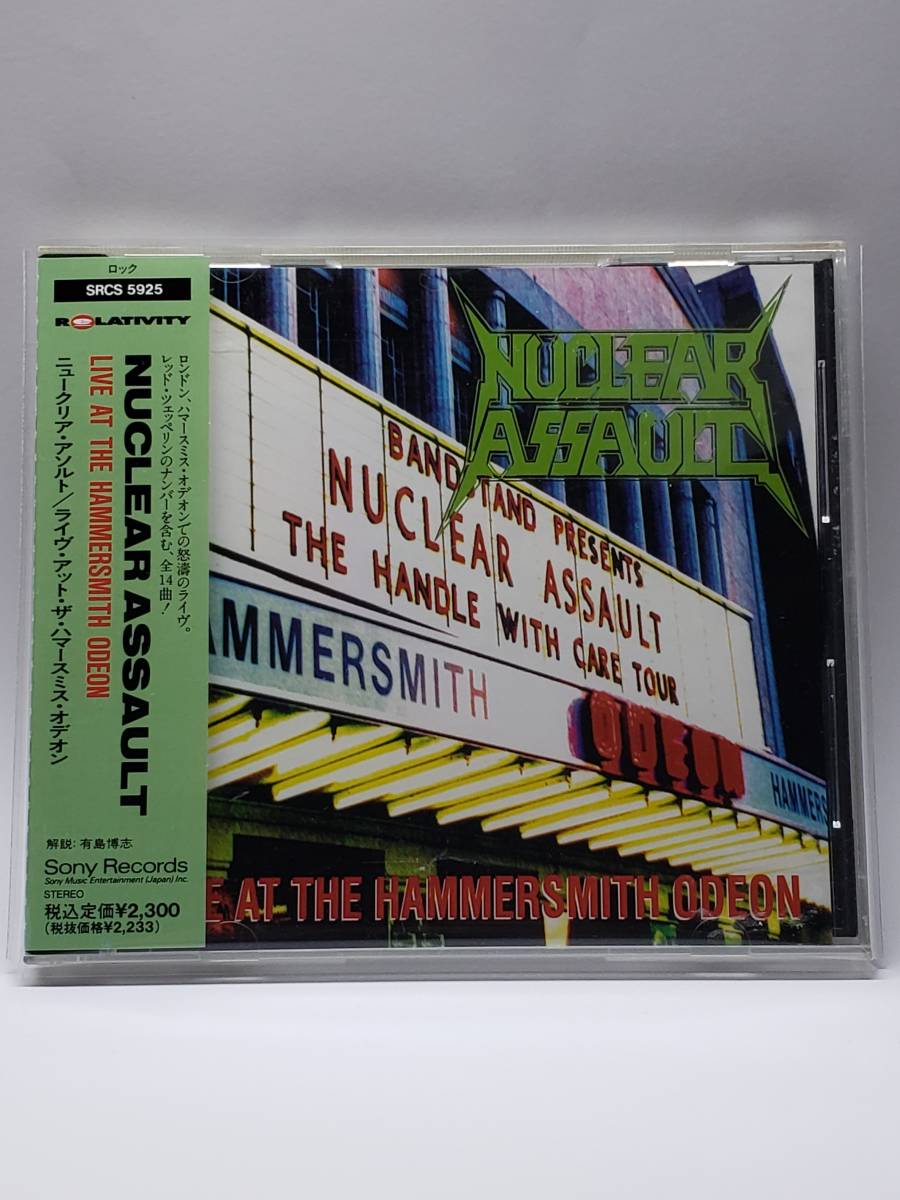 ロック
SRCS 5925
RELATIVITY
ロンドン、ハマースミス・オデオンでの怒濤のライヴ。
レッド・ツェッペリンのナンバーを含む、全14曲!
NUCLEAR ASSAULT
LIVE AT THE HAMMERSMITH ODEON
ニュークリア・アソルト/ライヴ・アット・ザ・ハマースミス・オデオン
解説: 有島博志
Sony Records
Sony Music Entertainment (Japan) Inc.
STEREO
税込定価¥2,300
(税抜価格¥2,233)
NUCLEAR
ASSAULT
BANDSTAND PRESENTS
NUCLEAR ASSAULT
THE HANDLE WITH CARE TOUR
AMMERSMITH
ODEON
HAMMERS
E AT THE HAMMERSMITH ODEON